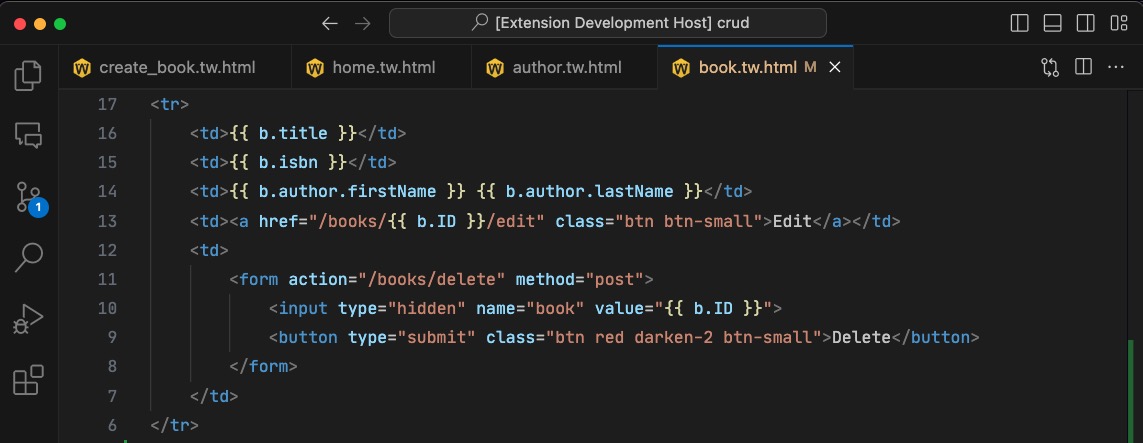 [Extension Development Host] crud
create_book.tw.html home.tw.html author.tw.html book.tw.html M
17 <tr>
16     <td>{{ b.title }}</td>
15     <td>{{ b.isbn }}</td>
14     <td>{{ b.author.firstName }} {{ b.author.lastName }}</td>
13     <td><a href="/books/{{ b.ID }}/edit" class="btn btn-small">Edit</a></td>
12     <td>
11         <form action="/books/delete" method="post">
10             <input type="hidden" name="book" value="{{ b.ID }}">
9             <button type="submit" class="btn red darken-2 btn-small">Delete</button>
8         </form>
7     </td>
6 </tr>
1